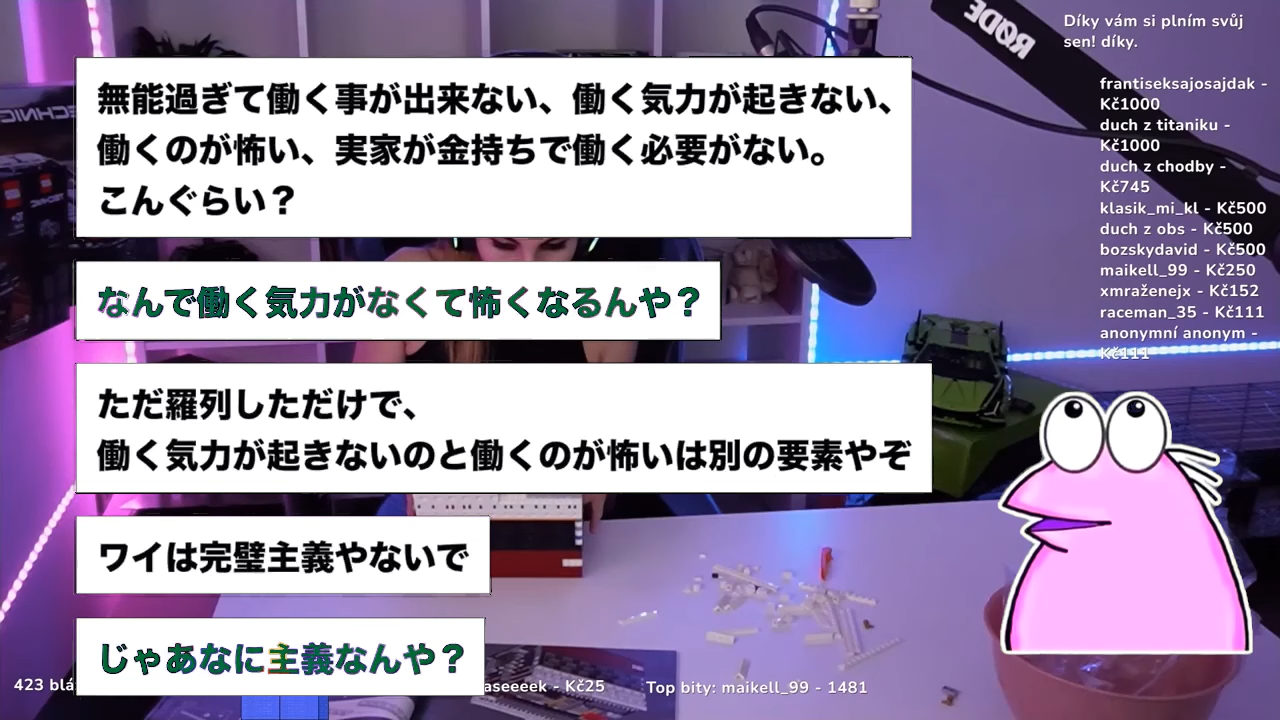 無能過ぎて働く事が出来ない、働く気力が起きない、
働くのが怖い、実家が金持ちで働く必要がない。
こんぐらい？
なんで働く気力がなくて怖くなるんや？
ただ羅列しただけで、
働く気力が起きないのと働くのが怖いは別の要素やぞ
ワイは完璧主義やないで
じゃあなに主義なんや？
RØDE
Díky vám si plním svůj
sen! díky.
frantiseksajosajdak -
Kč1000
duch z titaniku -
Kč1000
duch z chodby -
Kč745
klasik_mi_kl - Kč500
duch z obs - Kč500
bozskydavid - Kč500
maikell_99 - Kč250
xmraženejx - Kč152
raceman_35 - Kč111
anonymní anonym -
Kč111
423 blá
aseeeek - Kč25
Top bity: maikell_99 - 1481